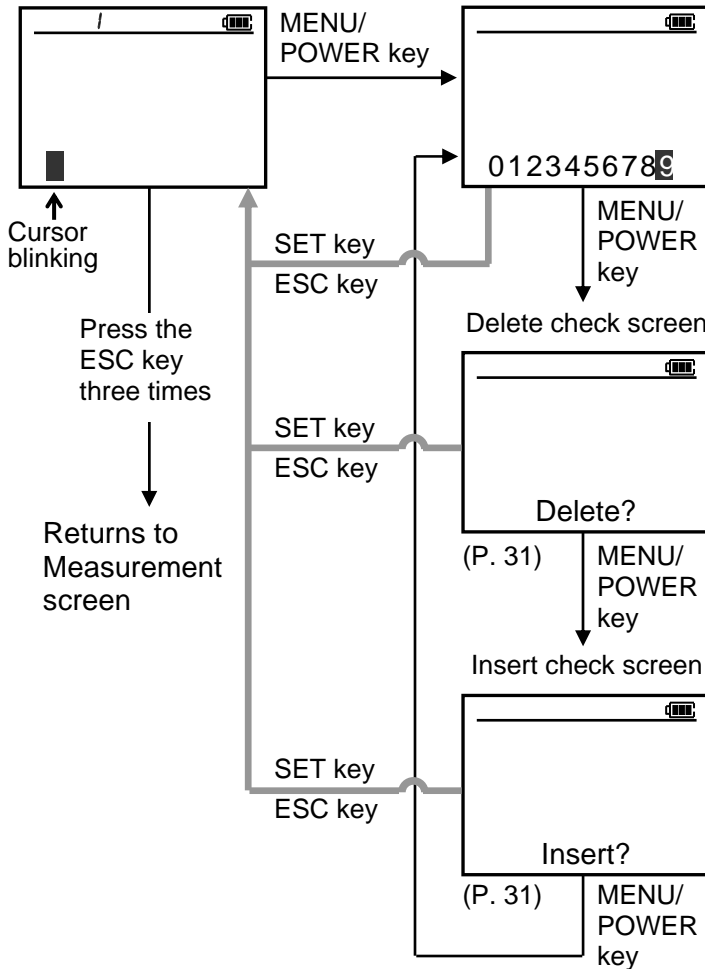 1
MENU/
POWER key
0123456789
Cursor
blinking
SET key
ESC key
MENU/
POWER
key
Press the
ESC key
three times
Delete check screen
SET key
ESC key
Delete?
Returns to
Measurement
screen
(P. 31)
MENU/
POWER
key
Insert check screen
SET key
ESC key
Insert?
(P. 31)
MENU/
POWER
key